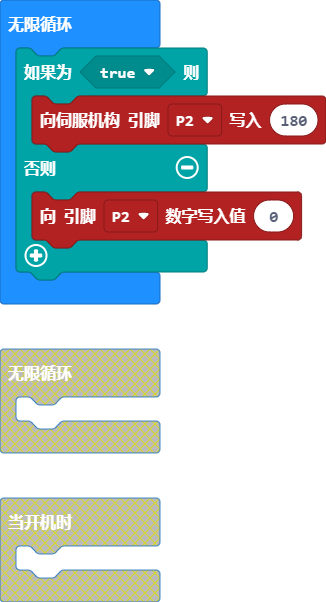 无限循环
如果为 true 则
向伺服机构 引脚 P2 写入 180
否则
向 引脚 P2 数字写入值 0
无限循环
当开机时